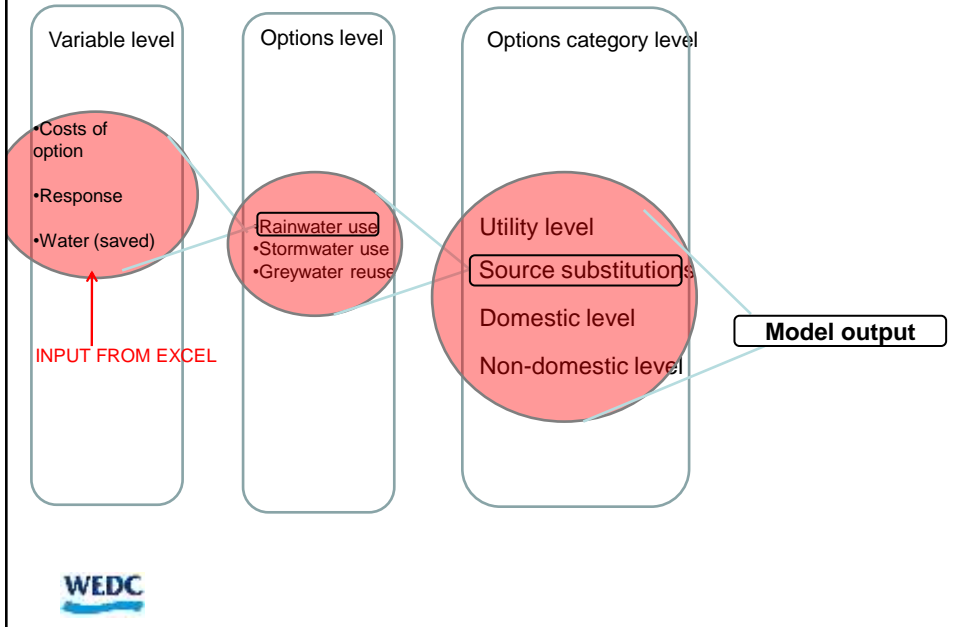 Variable level
•Costs of
option
•Response
•Water (saved)
INPUT FROM EXCEL
Options level
•Rainwater use
•Stormwater use
•Greywater reuse
Options category level
Utility level
Source substitutions
Domestic level
Non-domestic level
Model output
WEDC